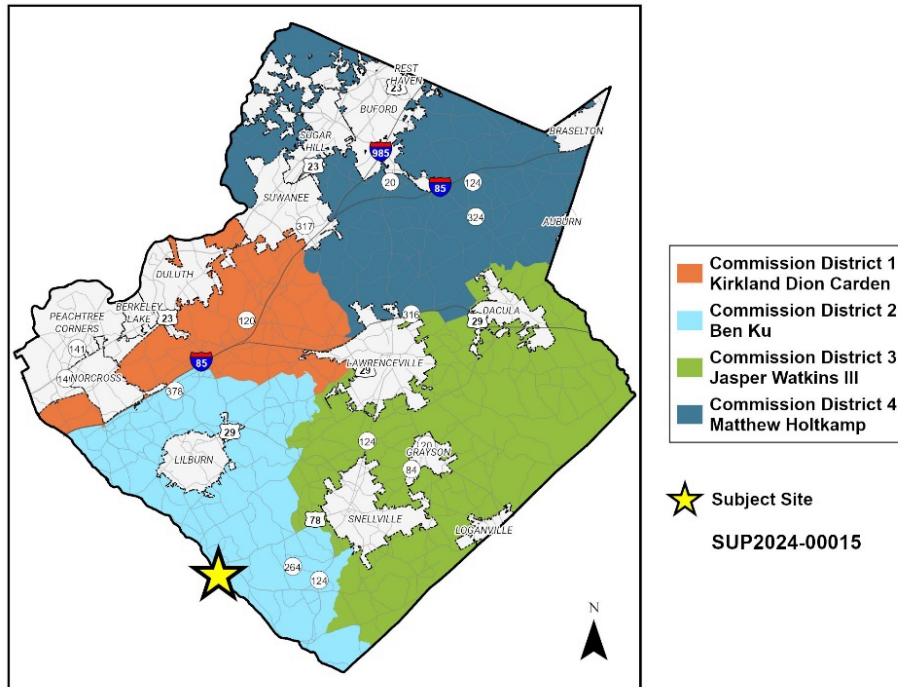 REST
HAVEN
23
BUFORD
BRASELTON
SUGAR
HILL
985
23
20
85
124
SUWANEE
324
317
AUBURN
DULUTH
PEACHTREE
CORNERS
BERKELEY
LAKE
23
120
316
29
DACULA
141
85
LAWRENCEVILLE
29
NORCROSS
378
29
LILBURN
124
120
GRAYSON
84
78
SNELLVILLE
LOGANVILLE
264
124
N
Commission District 1
Kirkland Dion Carden
Commission District 2
Ben Ku
Commission District 3
Jasper Watkins III
Commission District 4
Matthew Holtkamp
Subject Site
SUP2024-00015